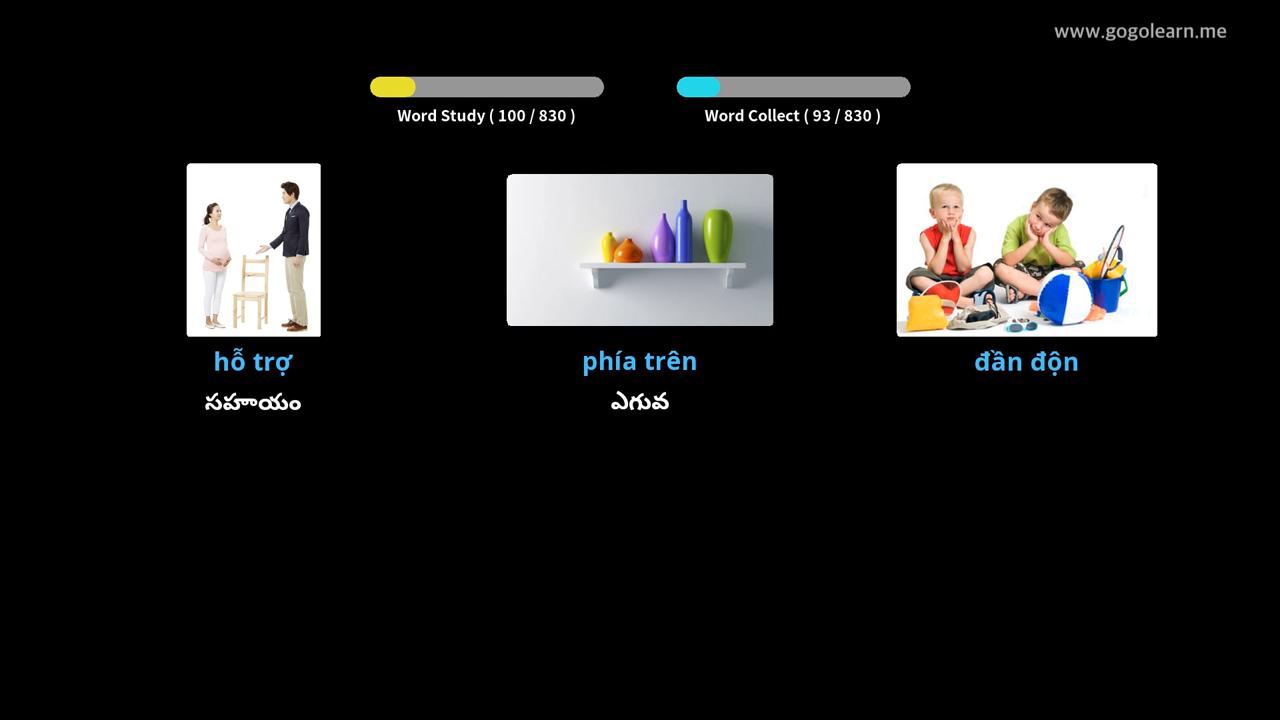 www.gogolearn.me
Word Study ( 100 / 830 )
Word Collect ( 93 / 830 )
hỗ trợ
phía trên
đần độn
సహాయం
ఎగువ